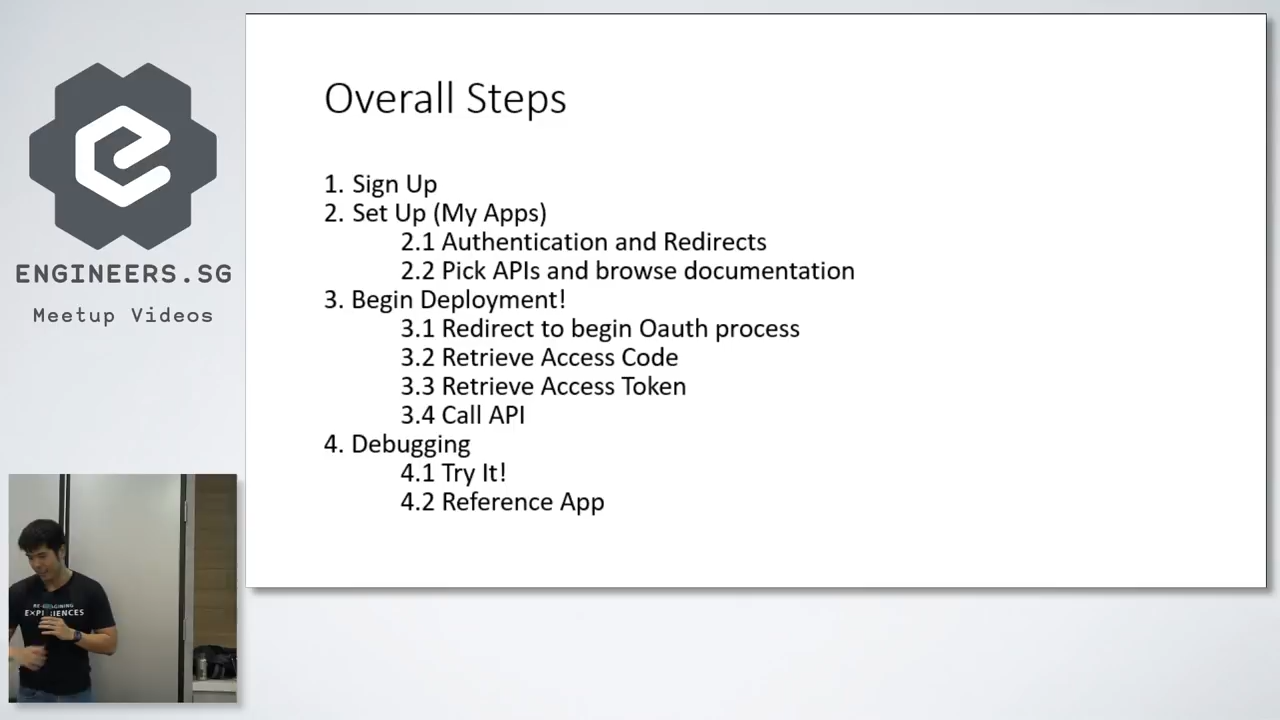 ENGINEERS.SG
Meetup Videos
Overall Steps
1. Sign Up
2. Set Up (My Apps)
2.1 Authentication and Redirects
2.2 Pick APIs and browse documentation
3. Begin Deployment!
3.1 Redirect to begin Oauth process
3.2 Retrieve Access Code
3.3 Retrieve Access Token
3.4 Call API
4. Debugging
4.1 Try It!
4.2 Reference App